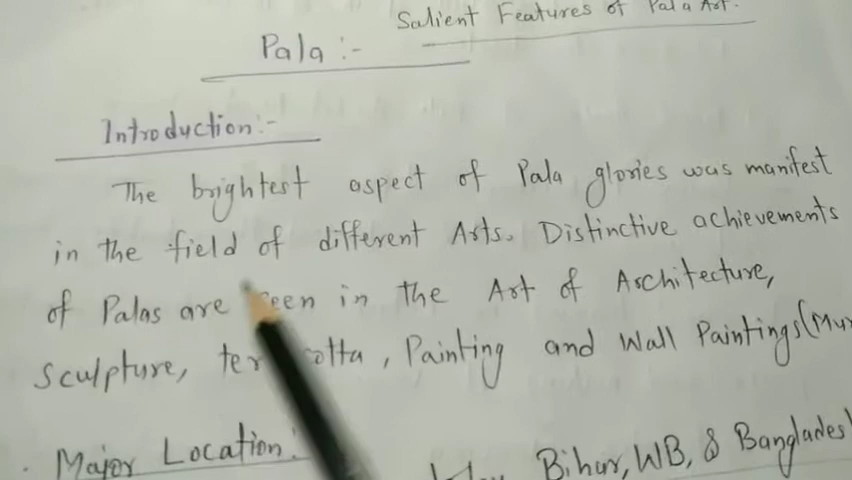 Salient Features of Pala Art.
Pala :-
Introduction:-
The brightest aspect of Pala glories was manifest
in the field of different Arts. Distinctive achievements
of Palas are seen in the Art of Architecture,
Sculpture, terracotta, Painting and Wall Paintings (Mur
Major Location:
Bihar, WB, & Bangladesh